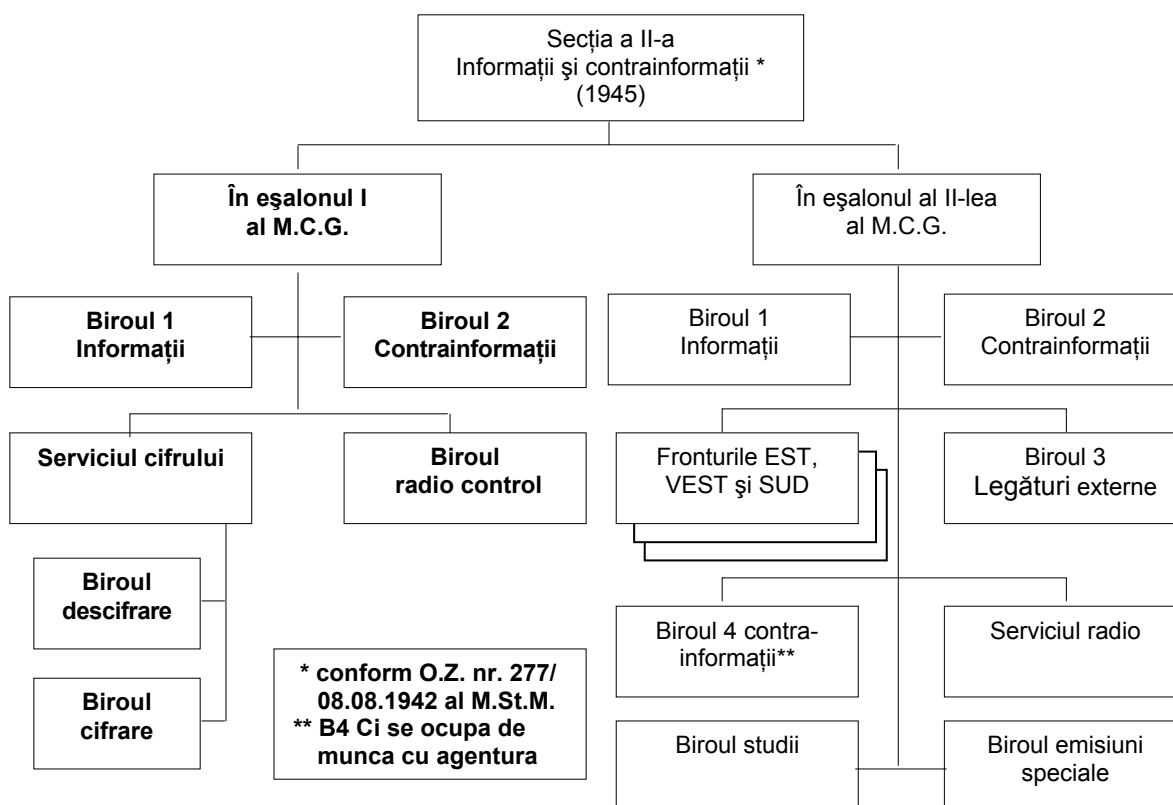 Secția a II-a
Informații şi contrainformații *
(1945)
În eşalonul I
al M.C.G.
În eşalonul al II-lea
al M.C.G.
Biroul 1
Informații
Biroul 2
Contrainformații
Biroul 1
Informații
Biroul 2
Contrainformații
Serviciul cifrului
Biroul
radio control
Fronturile EST,
VEST şi SUD
Biroul 3
Legături externe
Biroul
descifrare
Biroul
cifrare
* conform O.Z. nr. 277/
08.08.1942 al M.St.M.
** B4 Ci se ocupa de
munca cu agentura
Biroul 4 contra-
informații**
Serviciul radio
Biroul studii
Biroul emisiuni
speciale